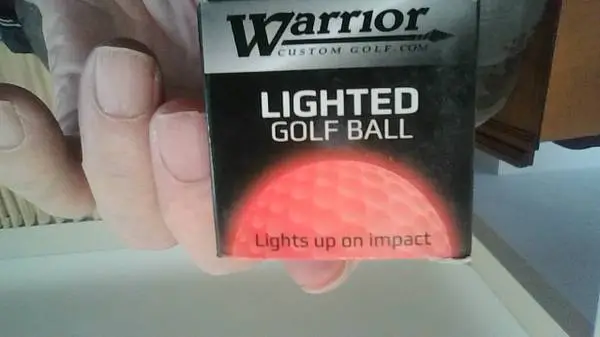 Warrior
CUSTOM GOLF.COM
LIGHTED
GOLF BALL
Lights up on impact